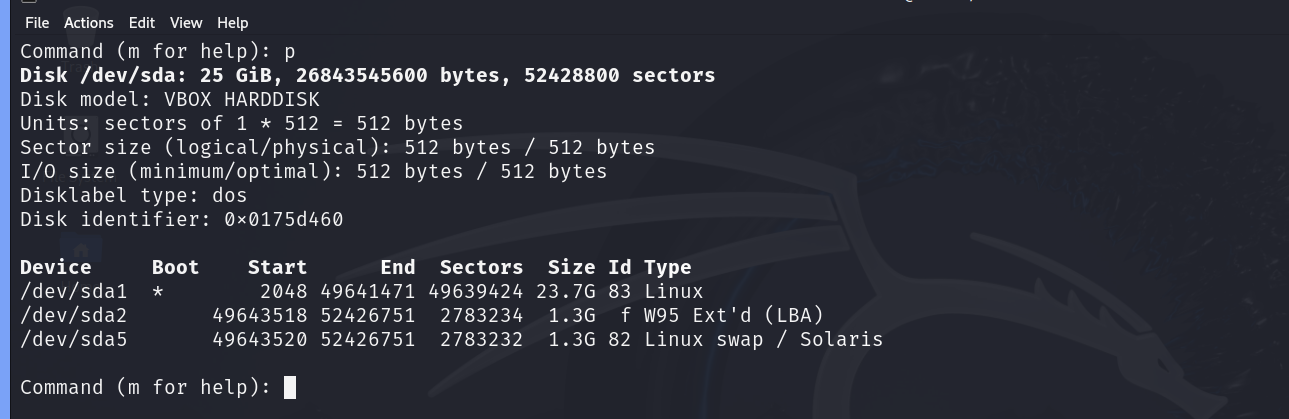 File Actions Edit View Help
Command (m for help): p
Disk /dev/sda: 25 GiB, 26843545600 bytes, 52428800 sectors
Disk model: VBOX HARDDISK
Units: sectors of 1 * 512 = 512 bytes
Sector size (logical/physical): 512 bytes / 512 bytes
I/O size (minimum/optimal): 512 bytes / 512 bytes
Disklabel type: dos
Disk identifier: 0×0175d460
Device Boot Start End Sectors Size Id Type
/dev/sda1 * 2048 49641471 49639424 23.7G 83 Linux
/dev/sda2 49643518 52426751 2783234 1.3G f W95 Ext'd (LBA)
/dev/sda5 49643520 52426751 2783232 1.3G 82 Linux swap / Solaris
Command (m for help):